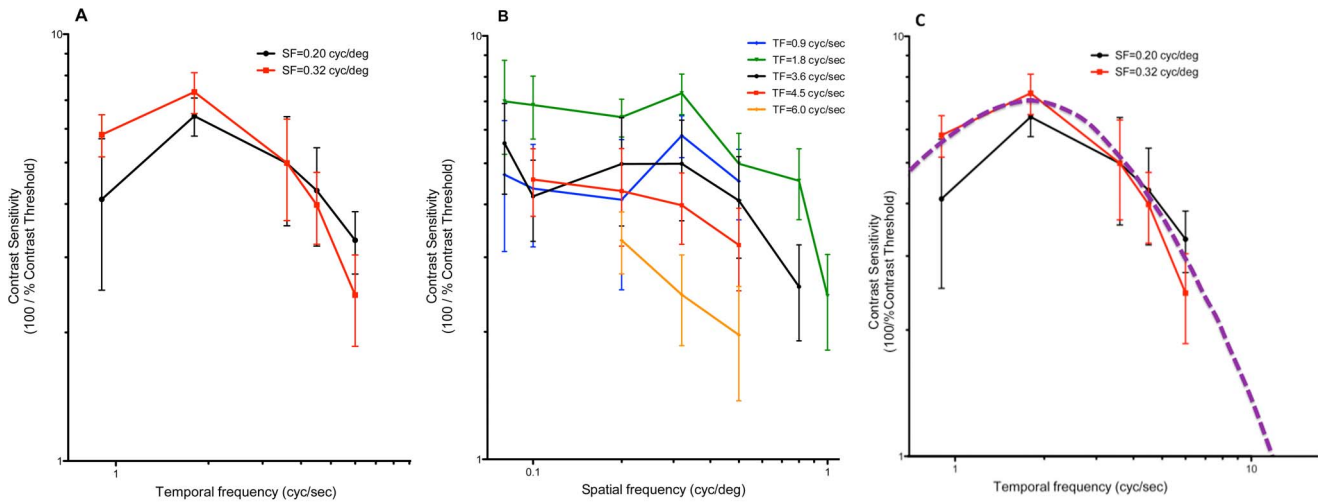 A
10
SF=0.20 cyc/deg
SF=0.32 cyc/deg
Contrast Sensitivity
(100 / % Contrast Threshold)
1
1
Temporal frequency (cyc/sec)
B
10
TF=0.9 cyc/sec
TF=1.8 cyc/sec
TF=3.6 cyc/sec
TF=4.5 cyc/sec
TF=6.0 cyc/sec
Contrast Sensitivity
(100 / % Contrast Threshold)
1
0.1
1
Spatial frequency (cyc/deg)
C
10
SF=0.20 cyc/deg
SF=0.32 cyc/deg
Contrast Sensitivity
(100/%Contrast Threshold)
1
1
10
Temporal frequency (cyc/sec)